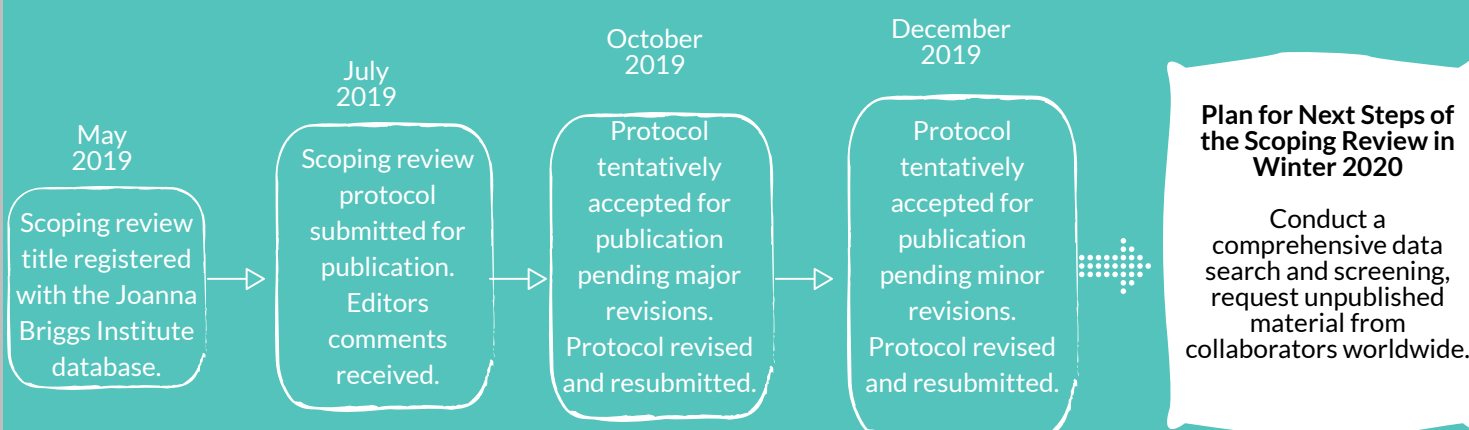 May
2019
Scoping review
title registered
with the Joanna
Briggs Institute
database.
July
2019
Scoping review
protocol
submitted for
publication.
Editors
comments
received.
October
2019
Protocol
tentatively
accepted for
publication
pending major
revisions.
Protocol revised
and resubmitted.
December
2019
Protocol
tentatively
accepted for
publication
pending minor
revisions.
Protocol revised
and resubmitted.
Plan for Next Steps of
the Scoping Review in
Winter 2020
Conduct a
comprehensive data
search and screening,
request unpublished
material from
collaborators worldwide.